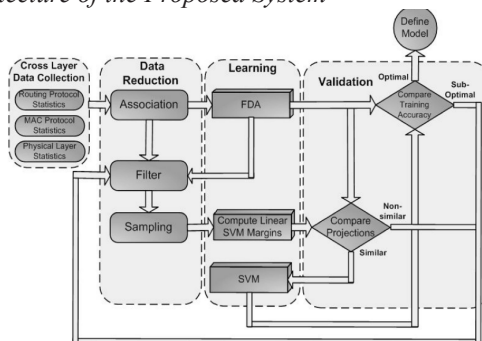 ecture of the Proposed System
Define
Model
Cross Layer
Data Collection
Data
Reduction
Learning
Validation
Optimal
Sub-
Optimal
Routing Protocol
Statistics
MAC Protocol
Statistics
Physical Layer
Statistics
Association
FDA
Compare
Training
Accuracy
Filter
Sampling
Compute Linear
SVM Margins
Compare
Projections
Non-
similar
Similar
SVM